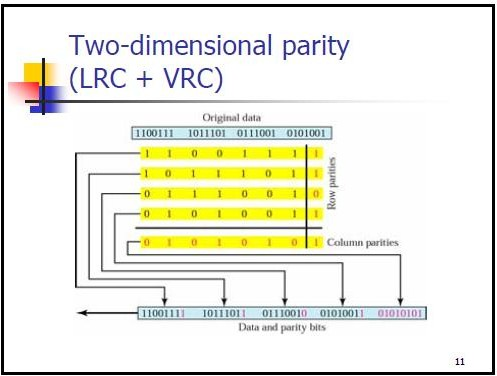 Two-dimensional parity
(LRC + VRC)
Original data
1100111 1011101 0111001 0101001
1 1 0 0 1 1 1 1
1 0 1 1 1 0 1 1
0 1 1 1 0 0 1 0
0 1 0 1 0 0 1 1
Row parities
0 1 0 1 0 1 0 1 Column parities
11001111 10111011 01110010 01010011 01010101
Data and parity bits
11